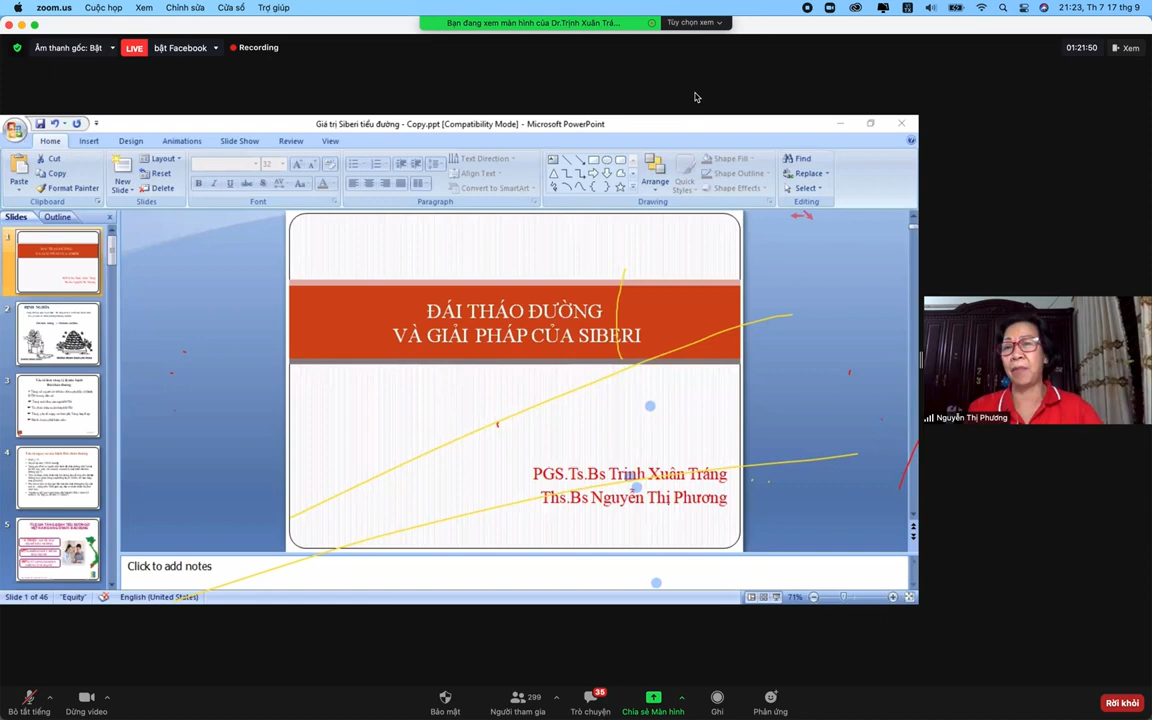 zoom.us Cuộc họp Xem Chỉnh sửa Cửa sổ Trợ giúp
21:23, Th 7 17 thg 9
Bạn đang xem màn hình của Dr.Trịnh Xuân Trá... Tùy chọn xem
Âm thanh gốc: Bật LIVE bật Facebook Recording
01:21:50 Xem
Giá trị Siberi tiểu đường - Copy.ppt [Compatibility Mode] - Microsoft PowerPoint
Home Insert Design Animations Slide Show Review View
Cut
Copy
Format Painter
Paste
Clipboard
New
Slide
Layout
Reset
Delete
Slides
32
Font
Text Direction
Align Text
Convert to SmartArt
Paragraph
Arrange
Quick
Styles
Shape Fill
Shape Outline
Shape Effects
Drawing
Find
Replace
Select
Editing
Slides Outline
1
2
3
4
5
ĐÁI THÁO ĐƯỜNG
VÀ GIẢI PHÁP CỦA SIBERI
PGS.Ts.Bs Trịnh Xuân Tráng
Ths.Bs Nguyễn Thị Phương
Nguyễn Thị Phương
Click to add notes
Slide 1 of 46 "Equity" English (United States) 71%
Bỏ tắt tiếng
Dừng video
Bảo mật
299
Người tham gia
35
Trò chuyện
Chia sẻ Màn hình
Ghi
Phản ứng
Rời khỏi